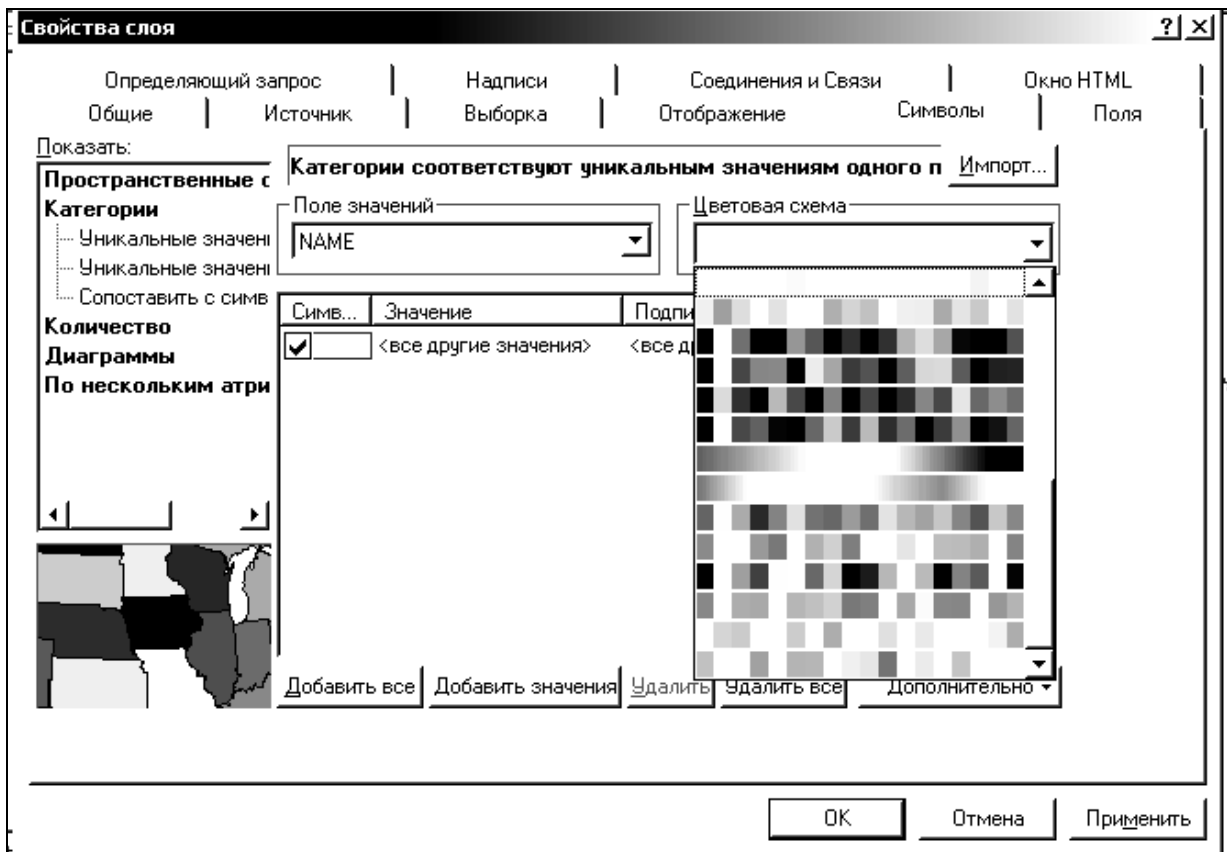 Свойства слоя
Определяющий запрос Надписи Соединения и Связи Окно HTML
Общие Источник Выборка Отображение Символы Поля
Показать:
Пространственные с
Категории
Уникальные значени
Уникальные значени
Сопоставить с симв
Количество
Диаграммы
По нескольким атри
Категории соответствуют уникальным значениям одного п
Импорт...
Поле значений
NAME
Цветовая схема
Симв... Значение Подпи
<все другие значения> <все д
Добавить все Добавить значения Удалить Удалить все Дополнительно
OK Отмена Применить